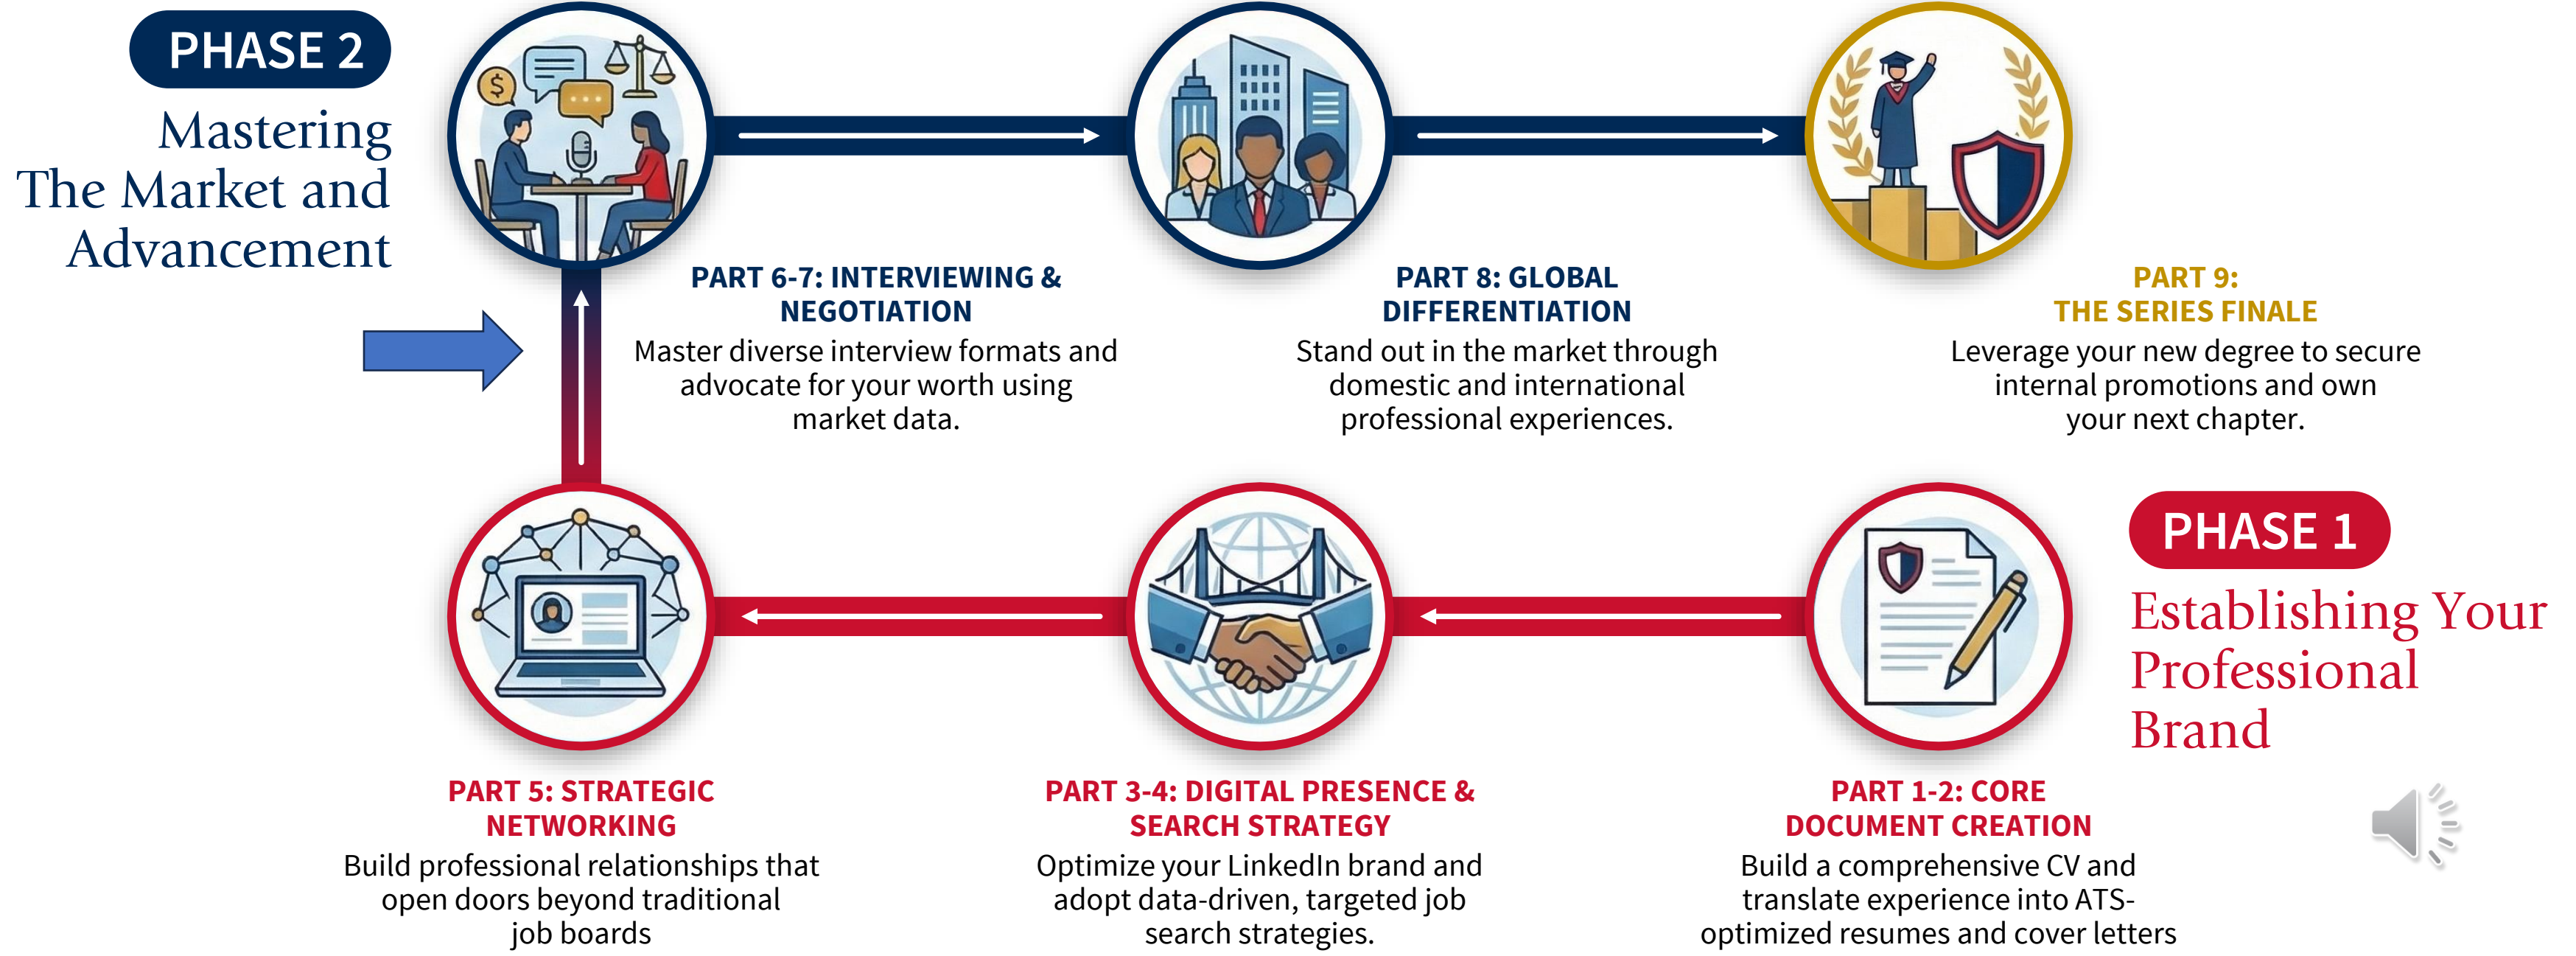 PHASE 2
Mastering
The Market and
Advancement
$
PART 6-7: INTERVIEWING &
NEGOTIATION
Master diverse interview formats and
advocate for your worth using
market data.
PART 8: GLOBAL
DIFFERENTIATION
Stand out in the market through
domestic and international
professional experiences.
PART 9:
THE SERIES FINALE
Leverage your new degree to secure
internal promotions and own
your next chapter.
PHASE 1
Establishing Your
Professional
Brand
PART 5: STRATEGIC
NETWORKING
Build professional relationships that
open doors beyond traditional
job boards
PART 3-4: DIGITAL PRESENCE &
SEARCH STRATEGY
Optimize your LinkedIn brand and
adopt data-driven, targeted job
search strategies.
PART 1-2: CORE
DOCUMENT CREATION
Build a comprehensive CV and
translate experience into ATS-
optimized resumes and cover letters